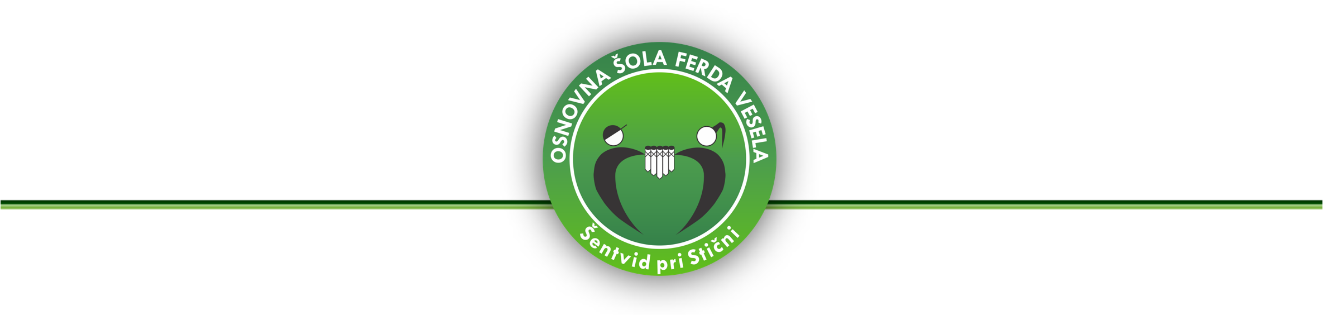 OSNOVNA ŠOLA FERDA VESELA
Šentvid pri Stični